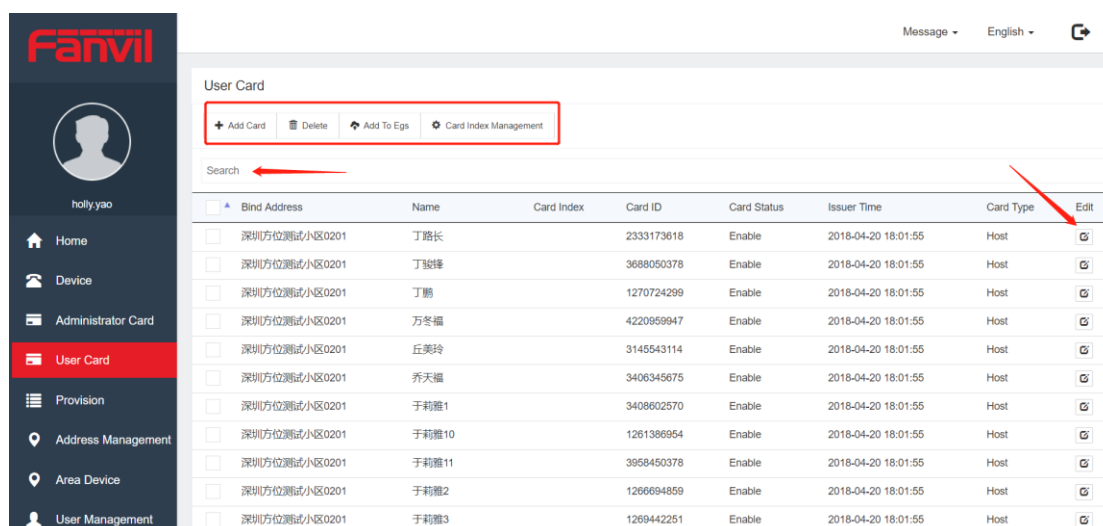 Fanvil
Message English
User Card
Add Card Delete Add To Egs Card Index Management
Search
holly.yao
Bind Address Name Card Index Card ID Card Status Issuer Time Card Type Edit
Home
深圳方位测试小区0201 丁路长 2333173618 Enable 2018-04-20 18:01:55 Host
深圳方位测试小区0201 丁骏锋 3688050378 Enable 2018-04-20 18:01:55 Host
Device
深圳方位测试小区0201 丁鹏 1270724299 Enable 2018-04-20 18:01:55 Host
Administrator Card
深圳方位测试小区0201 万冬福 4220959947 Enable 2018-04-20 18:01:55 Host
User Card
深圳方位测试小区0201 丘美玲 3145543114 Enable 2018-04-20 18:01:55 Host
深圳方位测试小区0201 乔天福 3406345675 Enable 2018-04-20 18:01:55 Host
Provision
深圳方位测试小区0201 于莉雅1 3408602570 Enable 2018-04-20 18:01:55 Host
Address Management
深圳方位测试小区0201 于莉雅10 1261386954 Enable 2018-04-20 18:01:55 Host
深圳方位测试小区0201 于莉雅11 3958450378 Enable 2018-04-20 18:01:55 Host
Area Device
深圳方位测试小区0201 于莉雅2 1266694859 Enable 2018-04-20 18:01:55 Host
User Management
深圳方位测试小区0201 于莉雅3 1269442251 Enable 2018-04-20 18:01:55 Host